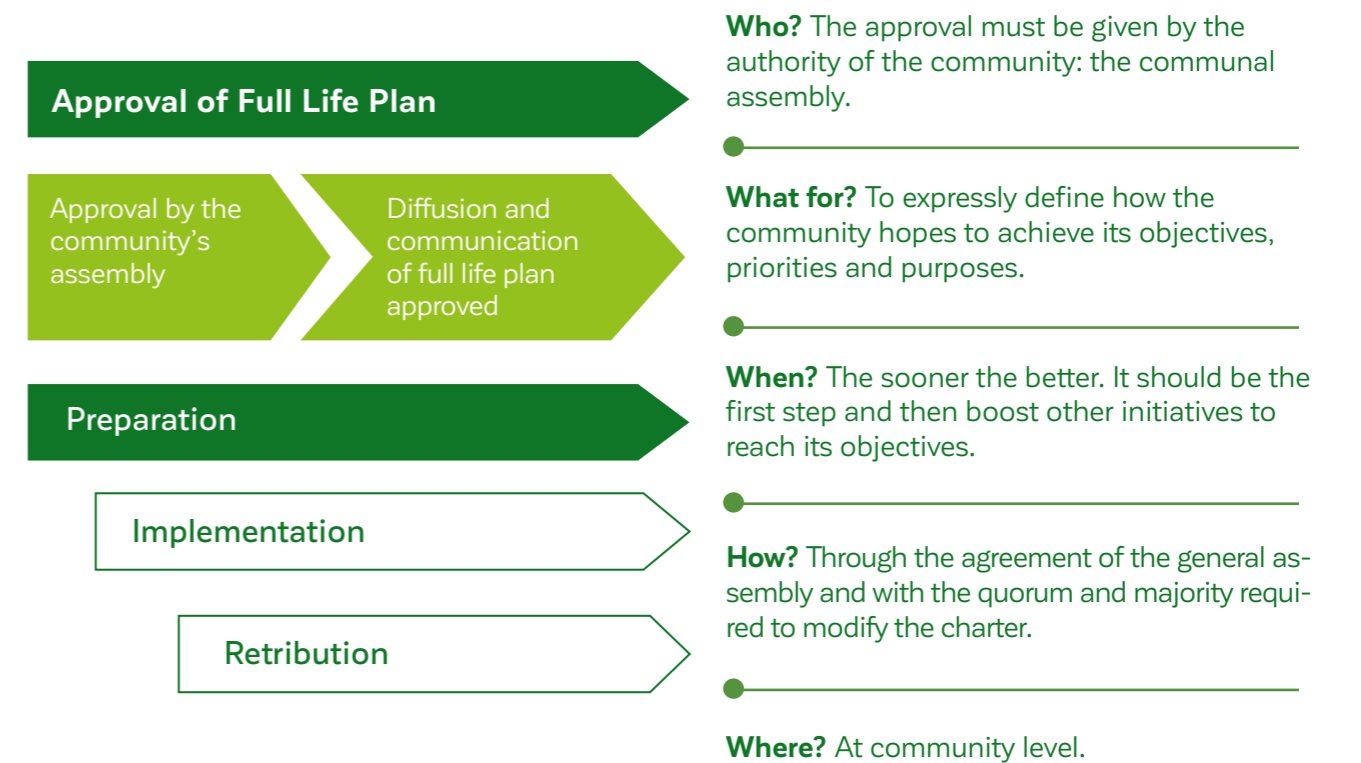 Approval of Full Life Plan
Approval by the
community's
assembly
Diffusion and
communication
of full life plan
approved
Preparation
Implementation
Retribution
Who? The approval must be given by the
authority of the community: the communal
assembly.
What for? To expressly define how the
community hopes to achieve its objectives,
priorities and purposes.
When? The sooner the better. It should be the
first step and then boost other initiatives to
reach its objectives.
How? Through the agreement of the general as-
sembly and with the quorum and majority requi-
red to modify the charter.
Where? At community level.